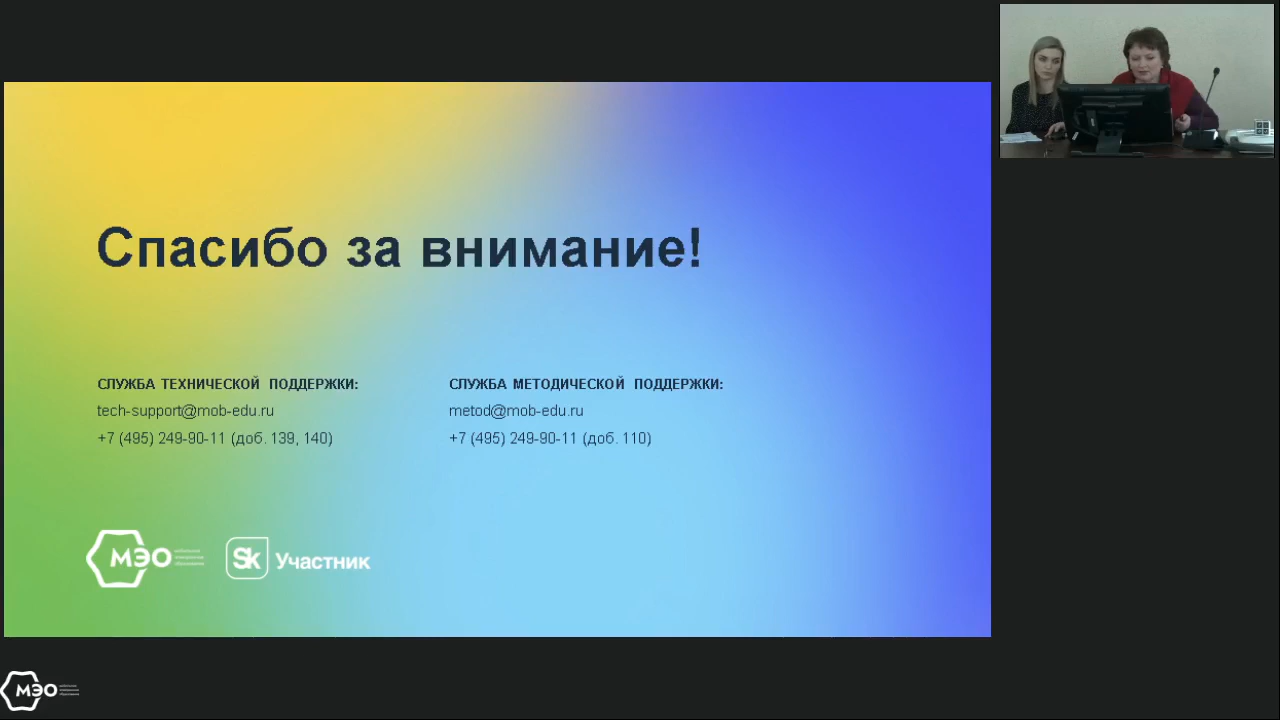 Спасибо за внимание!
СЛУЖБА ТЕХНИЧЕСКОЙ ПОДДЕРЖКИ:
tech-support@mob-edu.ru
+7 (495) 249-90-11 (доб. 139, 140)
СЛУЖБА МЕТОДИЧЕСКОЙ ПОДДЕРЖКИ:
metod@mob-edu.ru
+7 (495) 249-90-11 (доб. 110)
МЭО
Sk Участник
МЭО